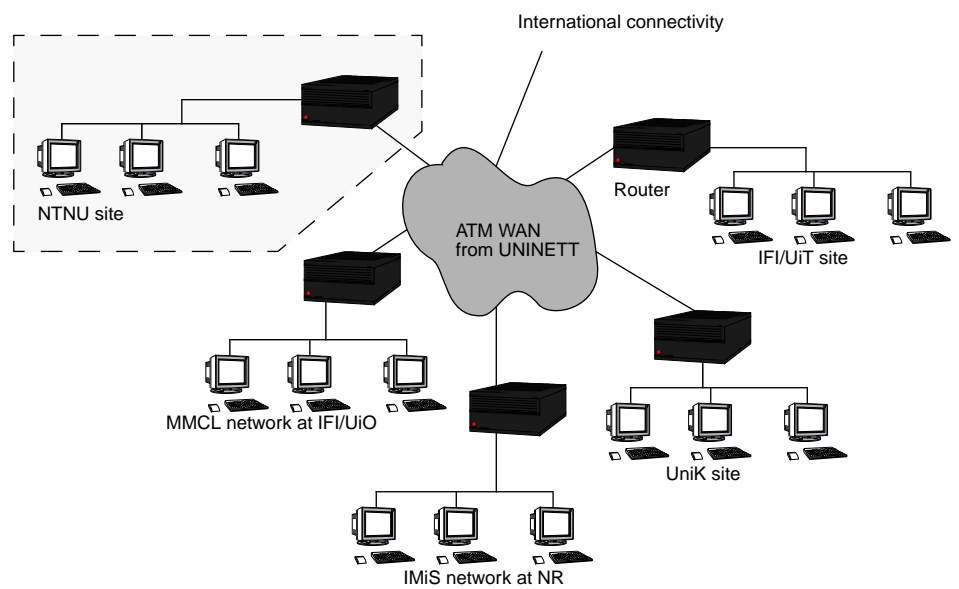 International connectivity
NTNU site
Router
ATM WAN
from UNINETT
IFI/UiT site
MMCL network at IFI/UiO
UniK site
IMiS network at NR